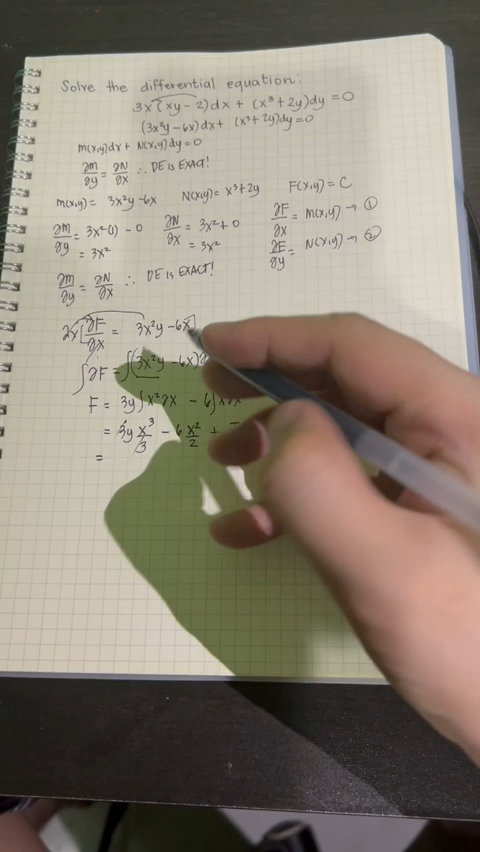 Solve the differential equation:
3x(xy - 2)dx + (x³ + 2y)dy = 0
(3x²y - 6x)dx + (x³ + 2y)dy = 0
M(x,y)dx + N(x,y)dy = 0
∂M/∂y = ∂N/∂x ∴ DE IS EXACT!
M(x,y) = 3x²y - 6x N(x,y) = x³ + 2y F(x,y) = C
∂M/∂y = 3x²(1) - 0 ∂N/∂x = 3x² + 0 ∂F/∂x = M(x,y) → ①
= 3x² = 3x² ∂F/∂y = N(x,y) → ②
∂M/∂y = ∂N/∂x ∴ DE IS EXACT!
∂x[∂F/∂x = 3x²y - 6x]
∫∂F = ∫(3x²y - 6x)∂
F = 3y∫x²∂x - 6∫x∂x
= 3y x³/3 - 6 x²/2 +
=